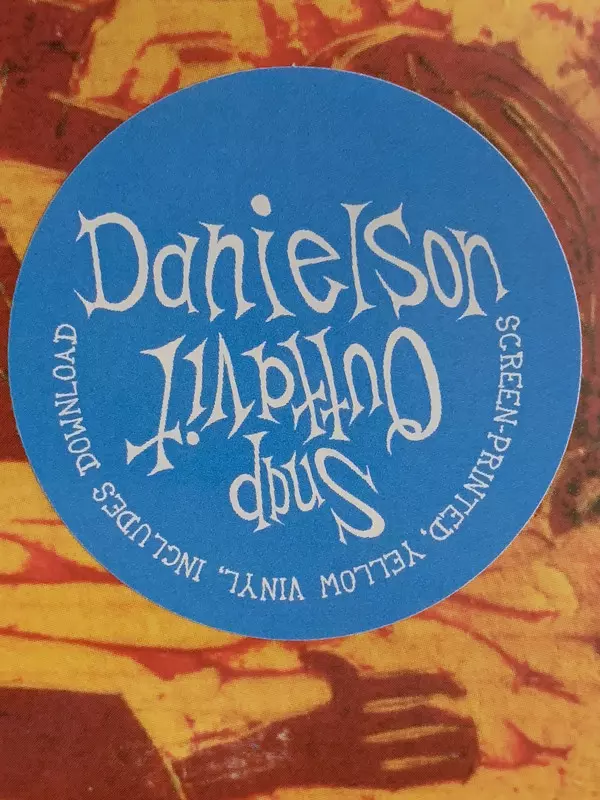 Danielson
Snap
Outtavit
SCREEN-PRINTED, YELLOW VINYL, INCLUDES DOWNLOAD